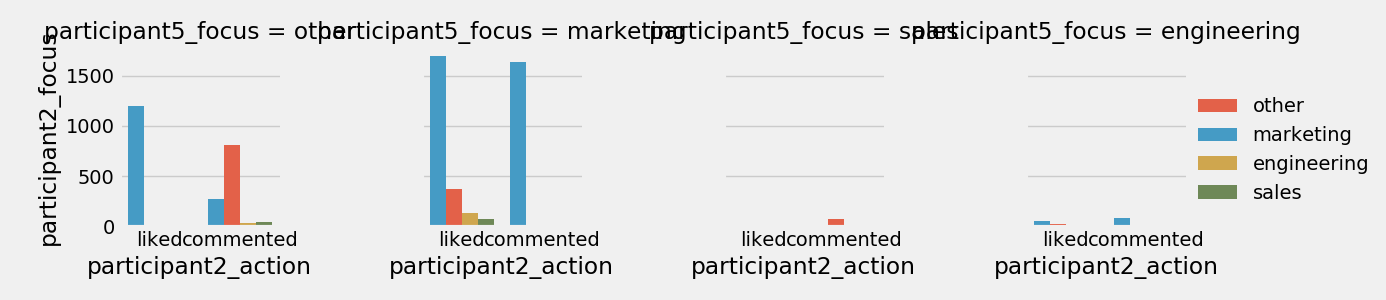 participant5_focus = other
participant5_focus = marketing
participant5_focus = sales
participant5_focus = engineering
participant2_focus
1500
1000
500
0
liked commented
liked commented
liked commented
liked commented
participant2_action
participant2_action
participant2_action
participant2_action
other
marketing
engineering
sales